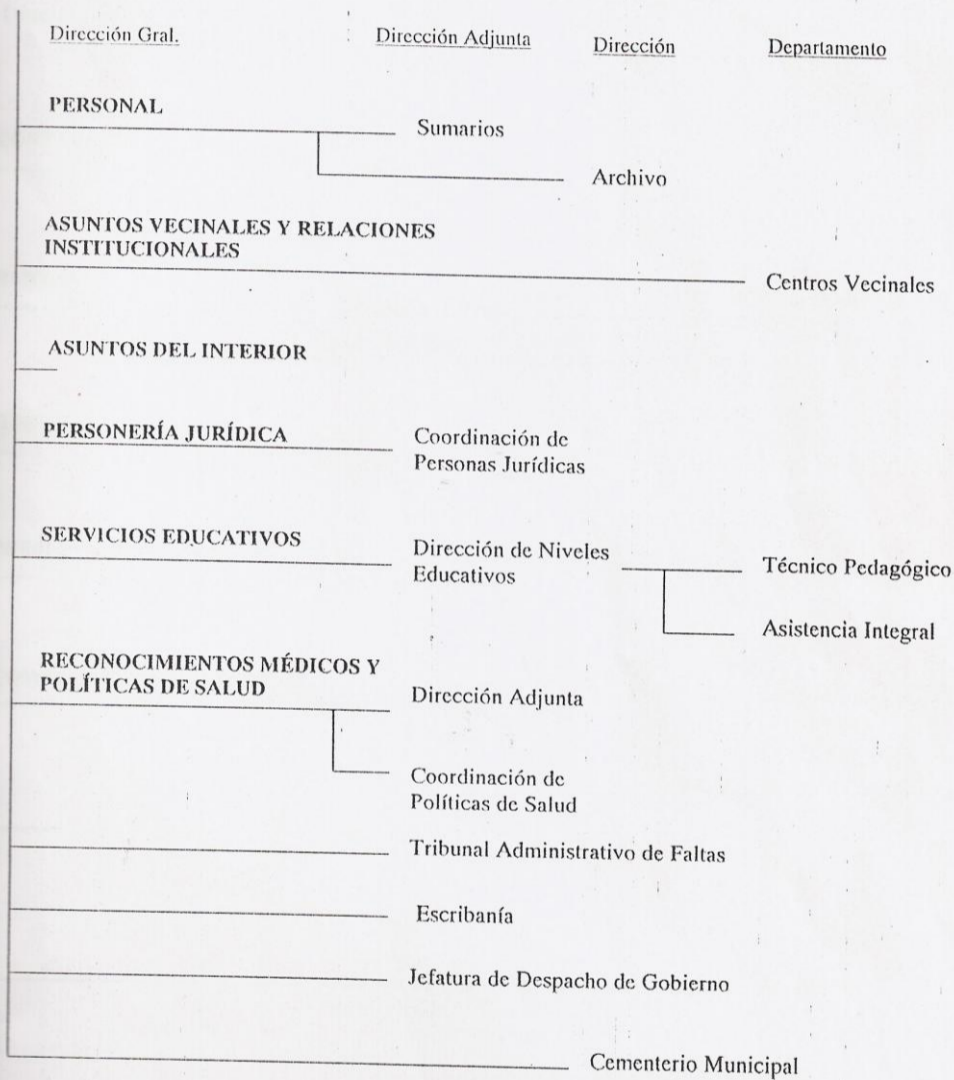 Dirección Gral. Dirección Adjunta Dirección Departamento
PERSONAL
Sumarios
Archivo
ASUNTOS VECINALES Y RELACIONES
INSTITUCIONALES
Centros Vecinales
ASUNTOS DEL INTERIOR
PERSONERÍA JURÍDICA
Coordinación de
Personas Jurídicas
SERVICIOS EDUCATIVOS
Dirección de Niveles
Educativos
Técnico Pedagógico
Asistencia Integral
RECONOCIMIENTOS MÉDICOS Y
POLÍTICAS DE SALUD
Dirección Adjunta
Coordinación de
Políticas de Salud
Tribunal Administrativo de Faltas
Escribanía
Jefatura de Despacho de Gobierno
Cementerio Municipal